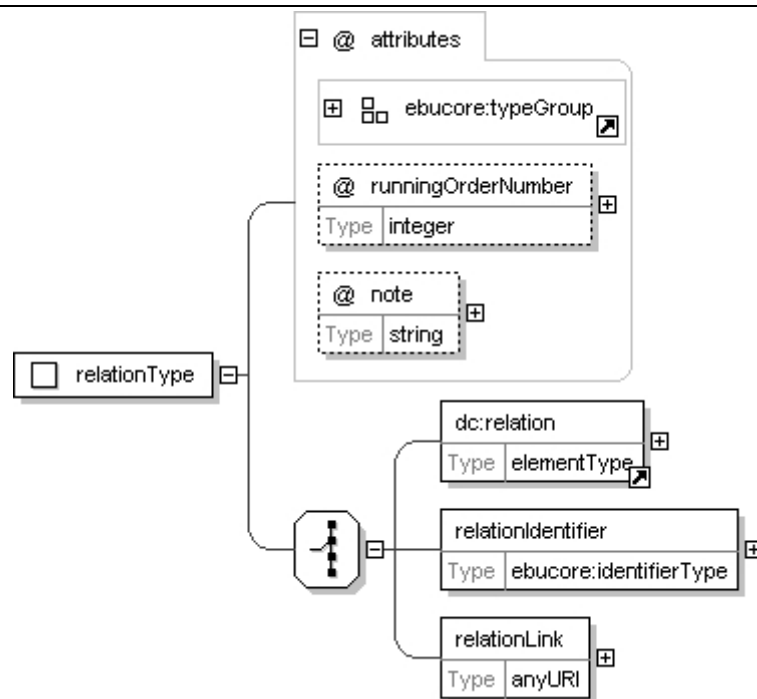 @ attributes
ebucore:typeGroup
@ runningOrderNumber
Type integer
@ note
Type string
relationType
dc:relation
Type elementType
relationIdentifier
Type ebucore:identifierType
relationLink
Type anyURI